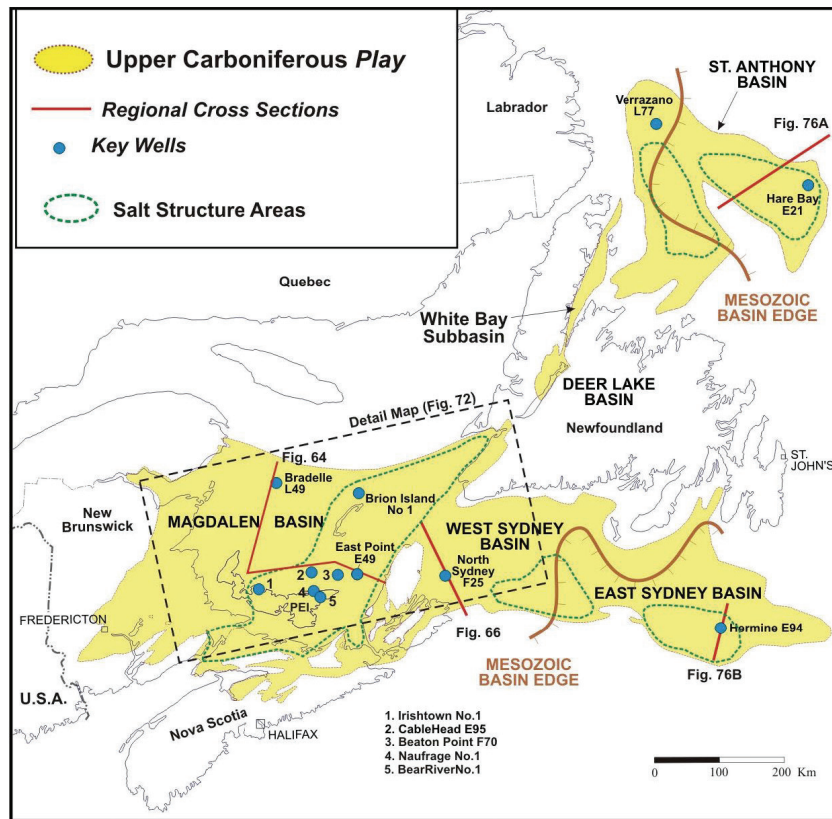 Upper Carboniferous Play
Regional Cross Sections
Key Wells
Salt Structure Areas
Labrador
ST. ANTHONY
BASIN
Verrazano
L77
Fig. 76A
Hare Bay
E21
Quebec
MESOZOIC
BASIN EDGE
White Bay
Subbasin
DEER LAKE
BASIN
Newfoundland
Detail Map (Fig. 72)
ST.
JOHN'S
Fig. 64
Bradelle
L49
Brion Island
No 1
New
Brunswick
MAGDALEN BASIN
WEST SYDNEY
BASIN
East Point
E49
2
3
1
4
5
PEI
North
Sydney
F25
EAST SYDNEY BASIN
FREDERICTON
Hermine E94
Fig. 66
MESOZOIC
BASIN EDGE
Fig. 76B
U.S.A.
Nova Scotia
HALIFAX
1. Irishtown No.1
2. CableHead E95
3. Beaton Point F70
4. Naufrage No.1
5. BearRiverNo.1
0 100 200 Km